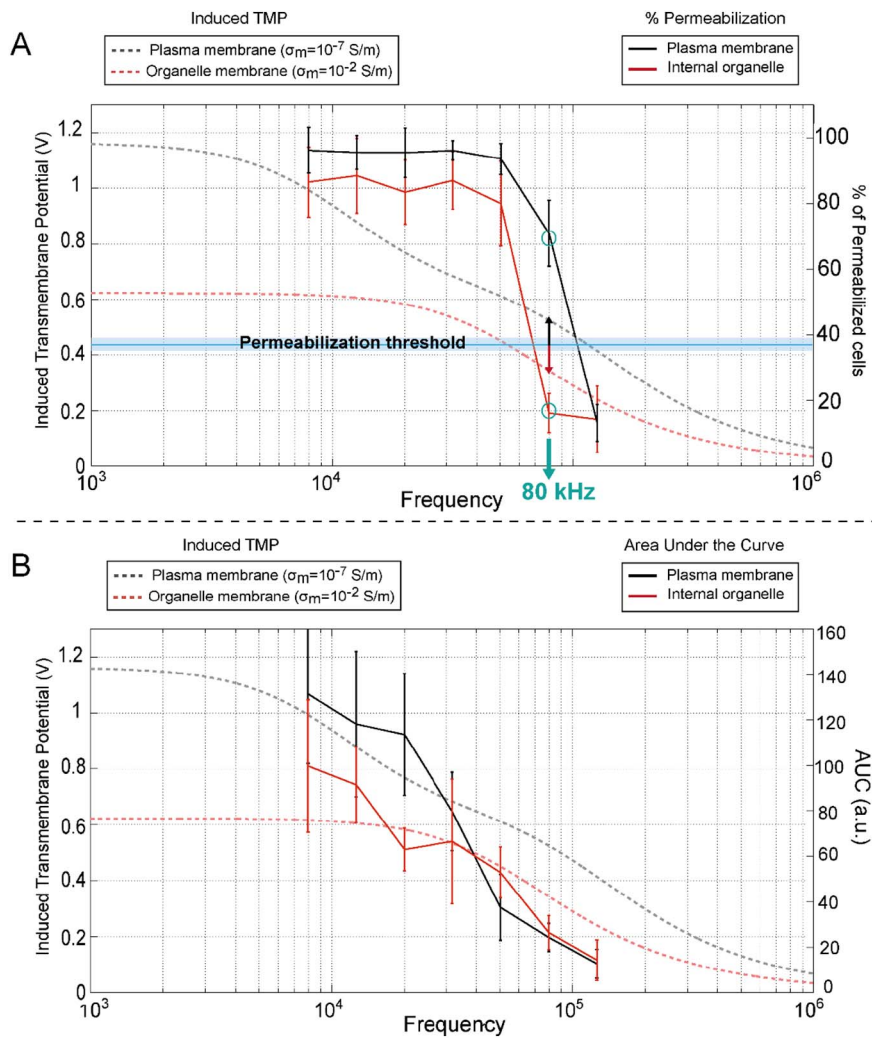 Induced TMP
% Permeabilization
A
Plasma membrane (σm=10-7 S/m)
Organelle membrane (σm=10-2 S/m)
Plasma membrane
Internal organelle
Induced Transmembrane Potential (V)
1.2
1
0.8
0.6
0.4
0.2
0
Permeabilization threshold
100
80
60
40
20
0
% of Permeabilized cells
103
104
106
80 kHz
Frequency
Induced TMP
Area Under the Curve
B
Plasma membrane (σm=10-7 S/m)
Organelle membrane (σm=10-2 S/m)
Plasma membrane
Internal organelle
Induced Transmembrane Potential (V)
1.2
1
0.8
0.6
0.4
0.2
0
160
140
120
100
80
60
40
20
0
AUC (a.u.)
103
104
105
106
Frequency